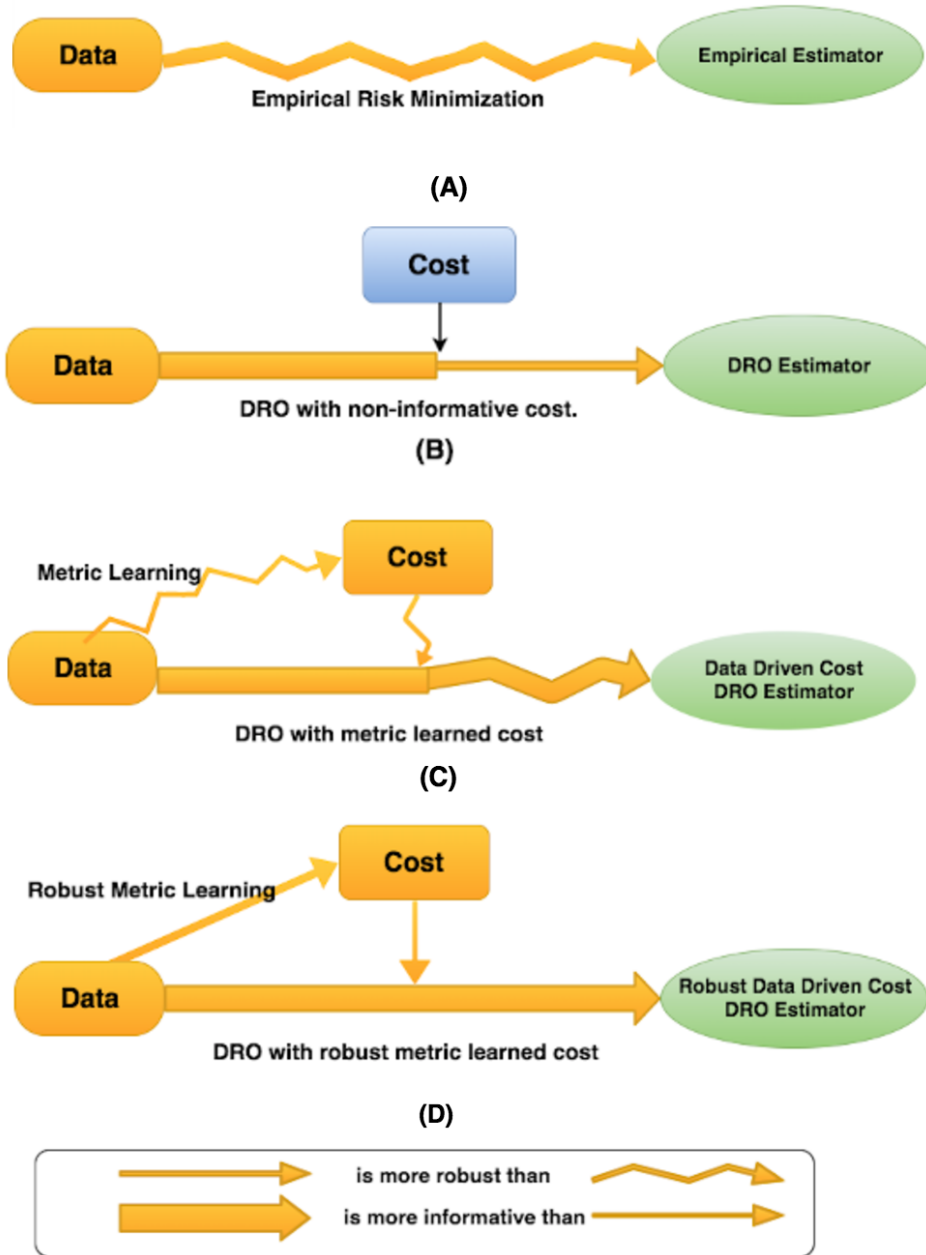 Data
Empirical Estimator
Empirical Risk Minimization
(A)
Cost
Data
DRO Estimator
DRO with non-informative cost.
(B)
Cost
Metric Learning
Data
Data Driven Cost
DRO Estimator
DRO with metric learned cost
(C)
Cost
Robust Metric Learning
Data
Robust Data Driven Cost
DRO Estimator
DRO with robust metric learned cost
(D)
is more robust than
is more informative than